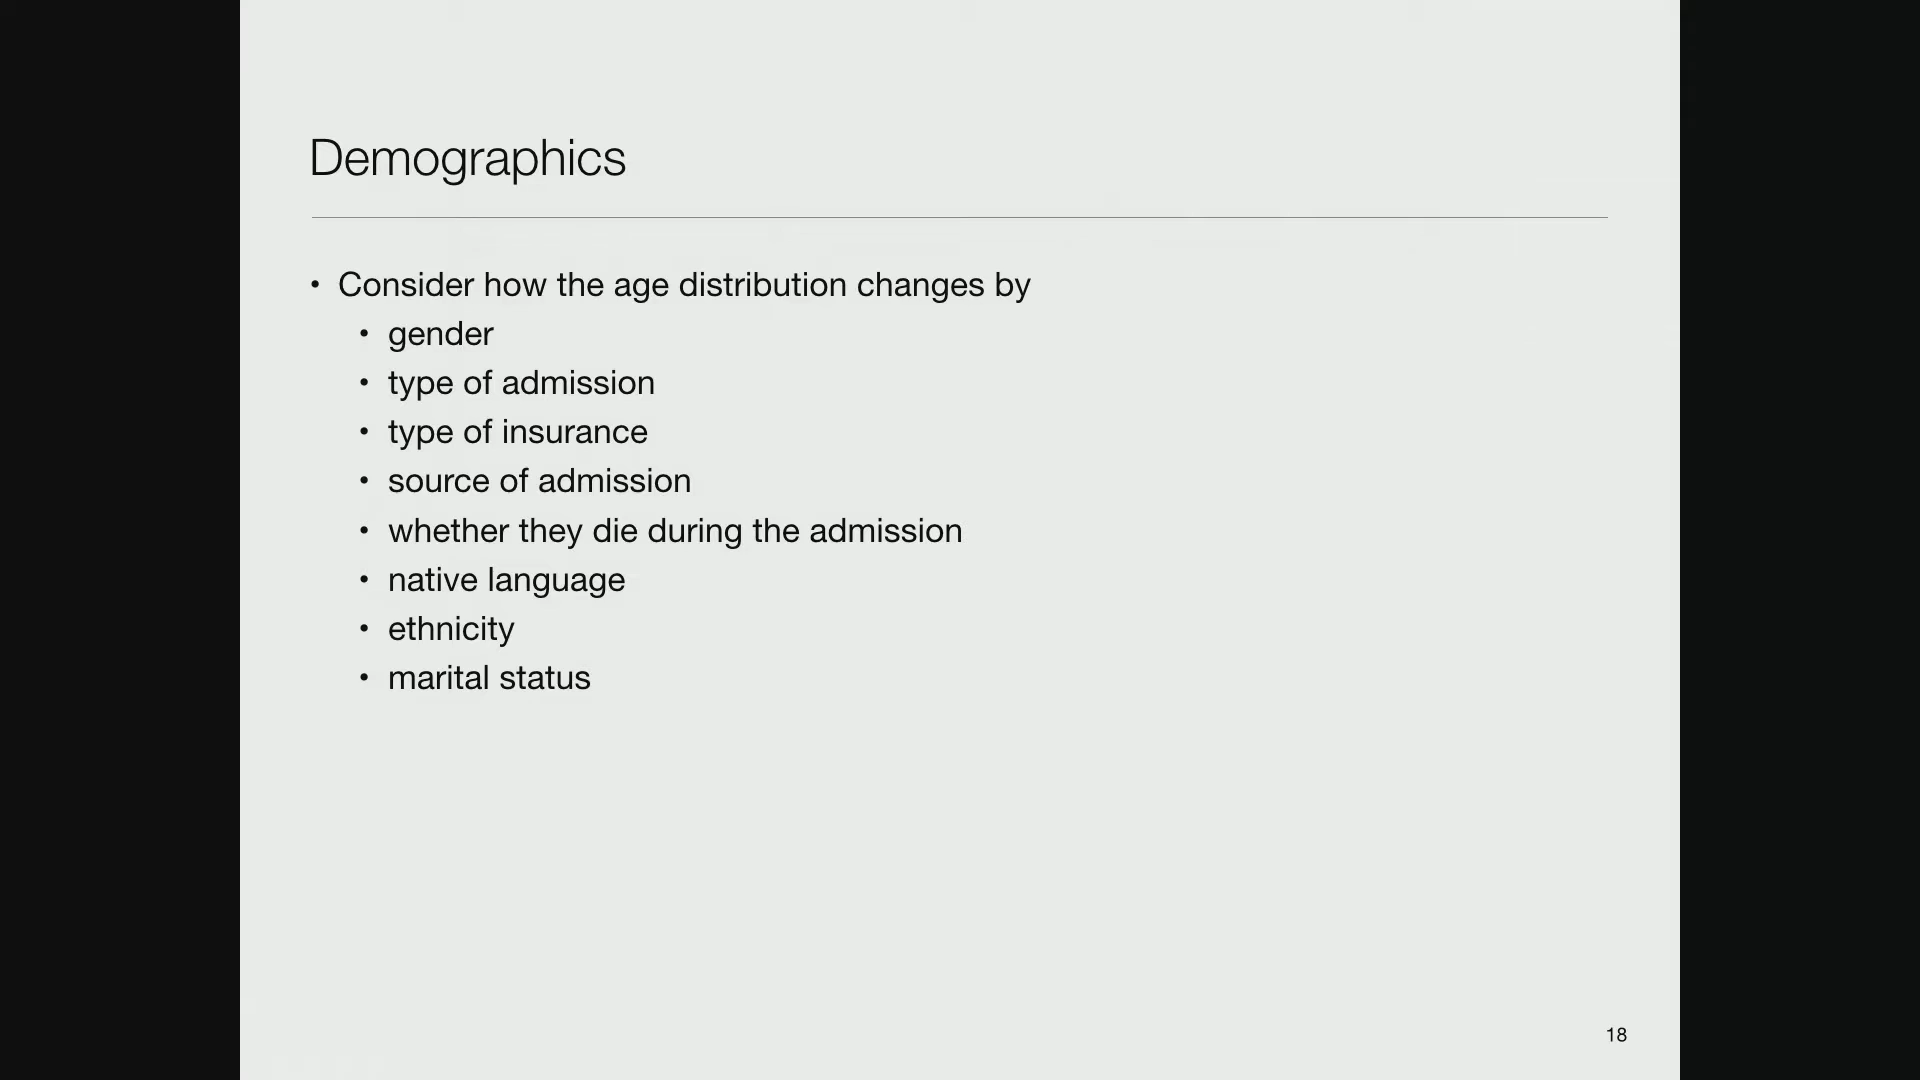 Demographics
• Consider how the age distribution changes by
• gender
• type of admission
• type of insurance
• source of admission
• whether they die during the admission
• native language
• ethnicity
• marital status
18